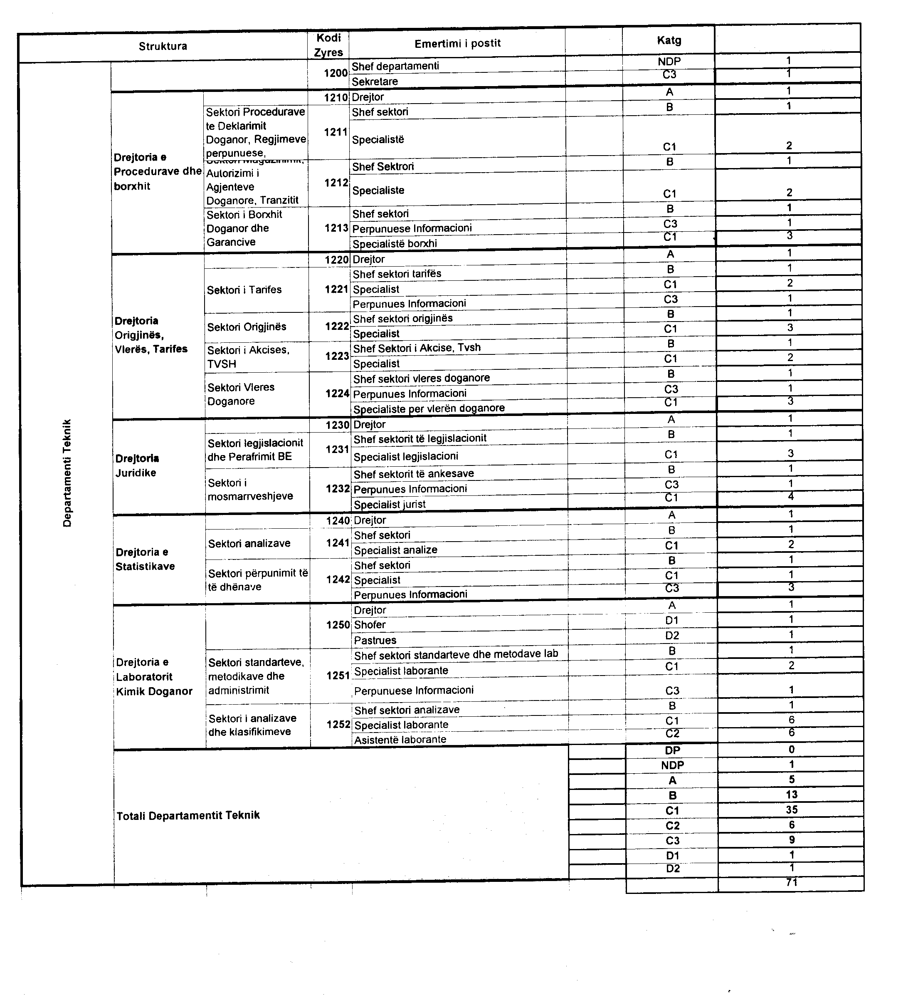 Struktura Kodi Zyres Emertimi i postit Katg
Departamenti Teknik
1200 Shef departamenti NDP 1
Sekretare C3 1
Drejtoria e Procedurave dhe borxhit
1210 Drejtor A 1
Sektori Procedurave te Deklarimit Doganor, Regjimeve perpunuese,
1211 Shef sektori B 1
Specialistë C1 2
Sektori Magazinimit, Autorizimi i Agjenteve Doganore, Tranzitit
1212 Shef Sektrori B 1
Specialiste C1 2
Sektori i Borxhit Doganor dhe Garancive
1213 Shef sektori B 1
Perpunuese Informacioni C3 1
Specialistë borxhi C1 3
Drejtoria Origjinës, Vlerës, Tarifes
1220 Drejtor A 1
Sektori i Tarifes
1221 Shef sektori tarifës B 1
Specialist C1 2
Perpunues Informacioni C3 1
Sektori Origjinës
1222 Shef sektori origjinës B 1
Specialist C1 3
Sektori i Akcises, TVSH
1223 Shef Sektori i Akcise, Tvsh B 1
Specialist C1 2
Sektori Vleres Doganore
1224 Shef sektori vleres doganore B 1
Perpunues Informacioni C3 1
Specialiste per vlerën doganore C1 3
Drejtoria Juridike
1230 Drejtor A 1
Sektori legjislacionit dhe Perafrimit BE
1231 Shef sektorit të legjislacionit B 1
Specialist legjislacioni C1 3
Sektori i mosmarrveshjeve
1232 Shef sektorit të ankesave B 1
Perpunues Informacioni C3 1
Specialist jurist C1 4
Drejtoria e Statistikave
1240 Drejtor A 1
Sektori analizave
1241 Shef sektori B 1
Specialist analize C1 2
Sektori përpunimit të të dhënave
1242 Shef sektori B 1
Specialist C1 1
Perpunues Informacioni C3 3
Drejtoria e Laboratorit Kimik Doganor
1250 Drejtor A 1
Shofer D1 1
Pastrues D2 1
Sektori standarteve, metodikave dhe administrimit
1251 Shef sektori standarteve dhe metodave lab B 1
Specialist laborante C1 2
Perpunuese Informacioni C3 1
Sektori i analizave dhe klasifikimeve
1252 Shef sektori analizave B 1
Specialist laborante C1 6
Asistentë laborante C2 6
Totali Departamentit Teknik
DP 0
NDP 1
A 5
B 13
C1 35
C2 6
C3 9
D1 1
D2 1
71